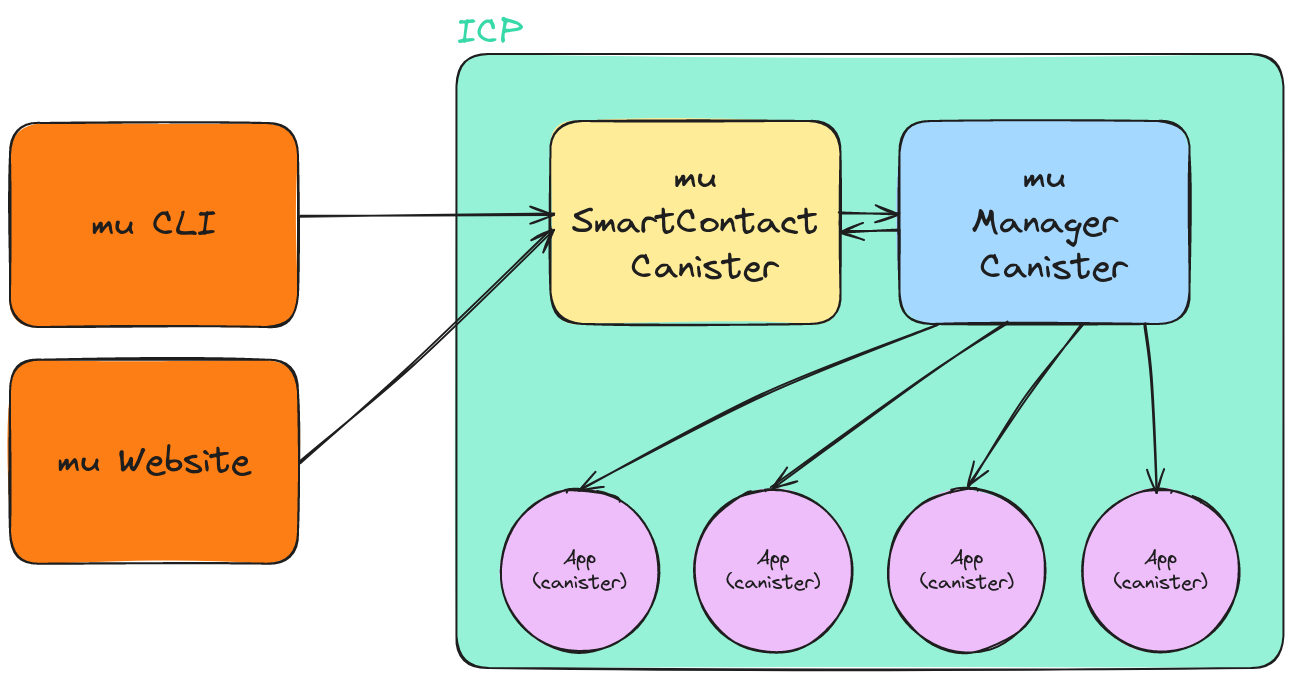 ICP
mu CLI
mu Website
mu
SmartContact
Canister
mu
Manager
Canister
App
(canister)
App
(canister)
App
(canister)
App
(canister)